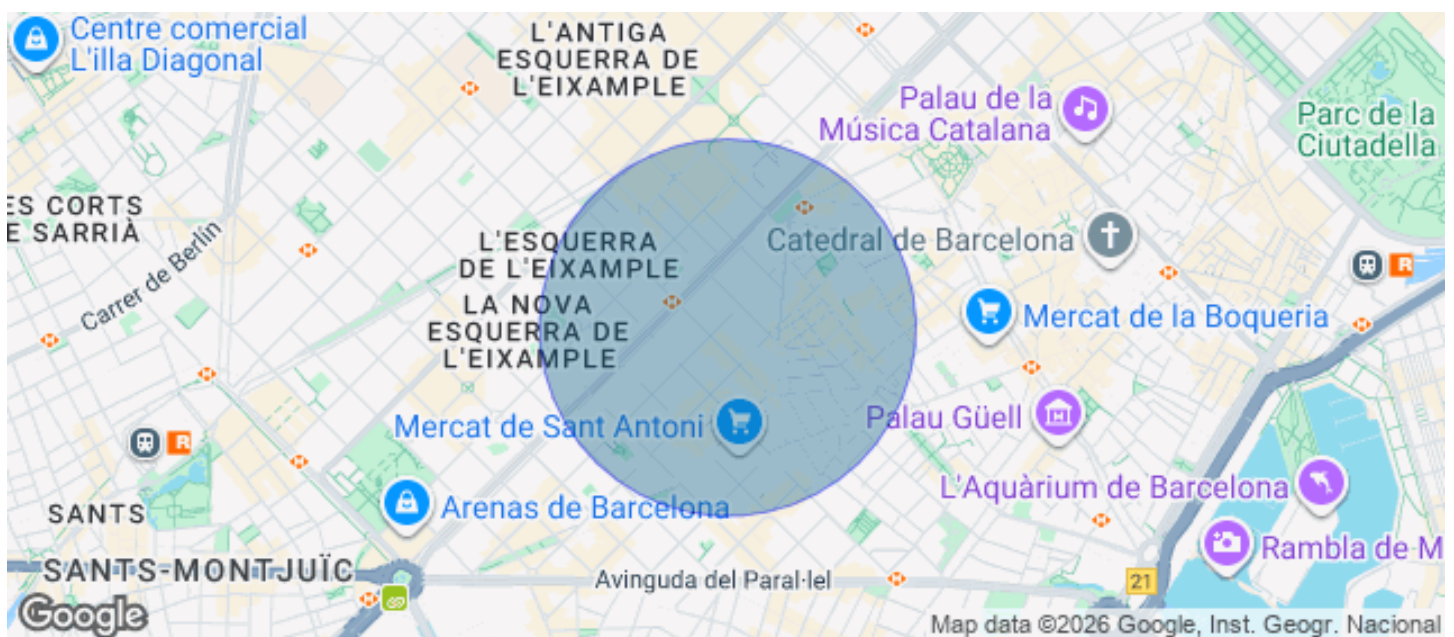 Centre comercial
L'illa Diagonal
L'ANTIGA
ESQUERRA DE
L'EIXAMPLE
Palau de la
Música Catalana
Parc de la
Ciutadella
ES CORTS
E SARRIÀ
Carrer de Berlín
L'ESQUERRA
DE L'EIXAMPLE
Catedral de Barcelona
R
LA NOVA
ESQUERRA DE
L'EIXAMPLE
Mercat de la Boqueria
Mercat de Sant Antoni
Palau Güell
R
L'Aquàrium de Barcelona
Arenas de Barcelona
SANTS
Rambla de M
SANTS-MONTJUÏC
Avinguda del Paral·lel
21
Google
Map data ©2026 Google, Inst. Geogr. Nacional